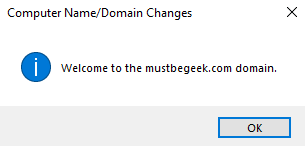 Computer Name/Domain Changes
Welcome to the mustbegeek.com domain.
OK